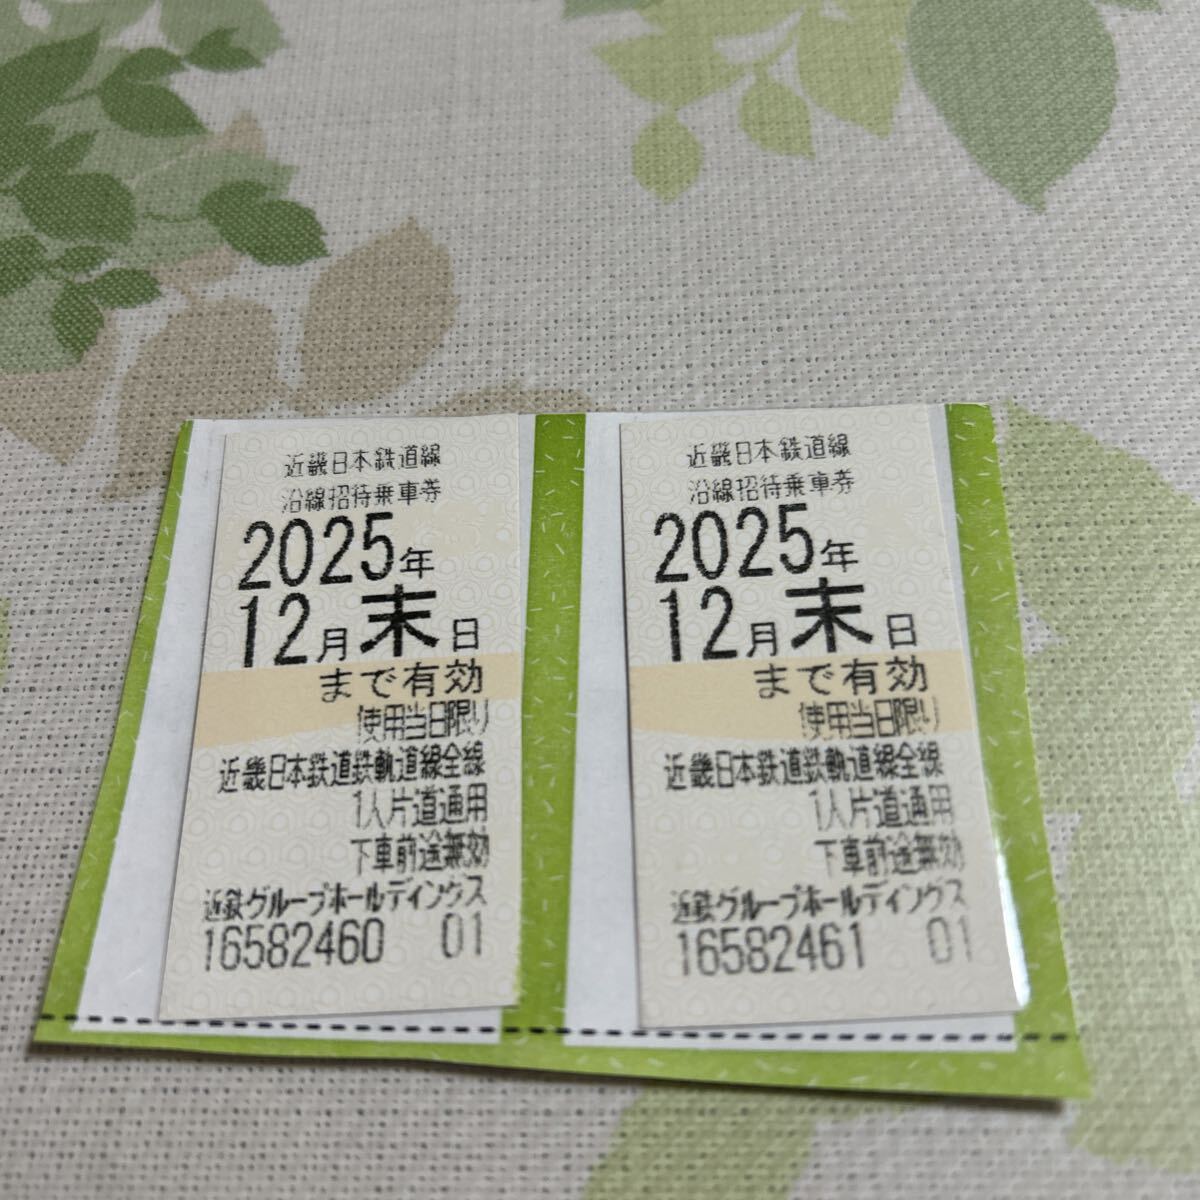 近畿日本鉄道線
沿線招待乗車券
2025年
12月末日
まで有効
使用当日限り
近畿日本鉄道鉄軌道線全線
1人片道通用
下車前途無効
近鉄グループホールディングス
16582460 01
近畿日本鉄道線
沿線招待乗車券
2025年
12月末日
まで有効
使用当日限り
近畿日本鉄道鉄軌道線全線
1人片道通用
下車前途無効
近鉄グループホールディングス
16582461 01